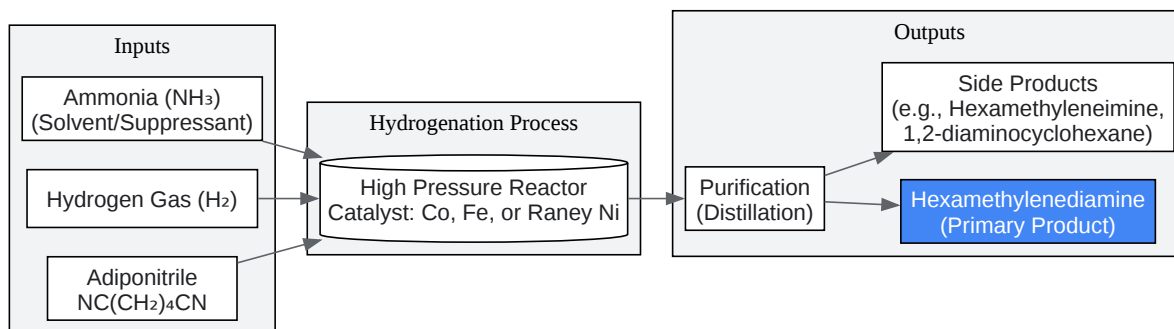 Inputs
Ammonia (NH₃)
(Solvent/Suppressant)
Hydrogen Gas (H₂)
Adiponitrile
NC(CH₂)₄CN
Hydrogenation Process
High Pressure Reactor
Catalyst: Co, Fe, or Raney Ni
Outputs
Purification
(Distillation)
Side Products
(e.g., Hexamethyleneimine,
1,2-diaminocyclohexane)
Hexamethylenediamine
(Primary Product)